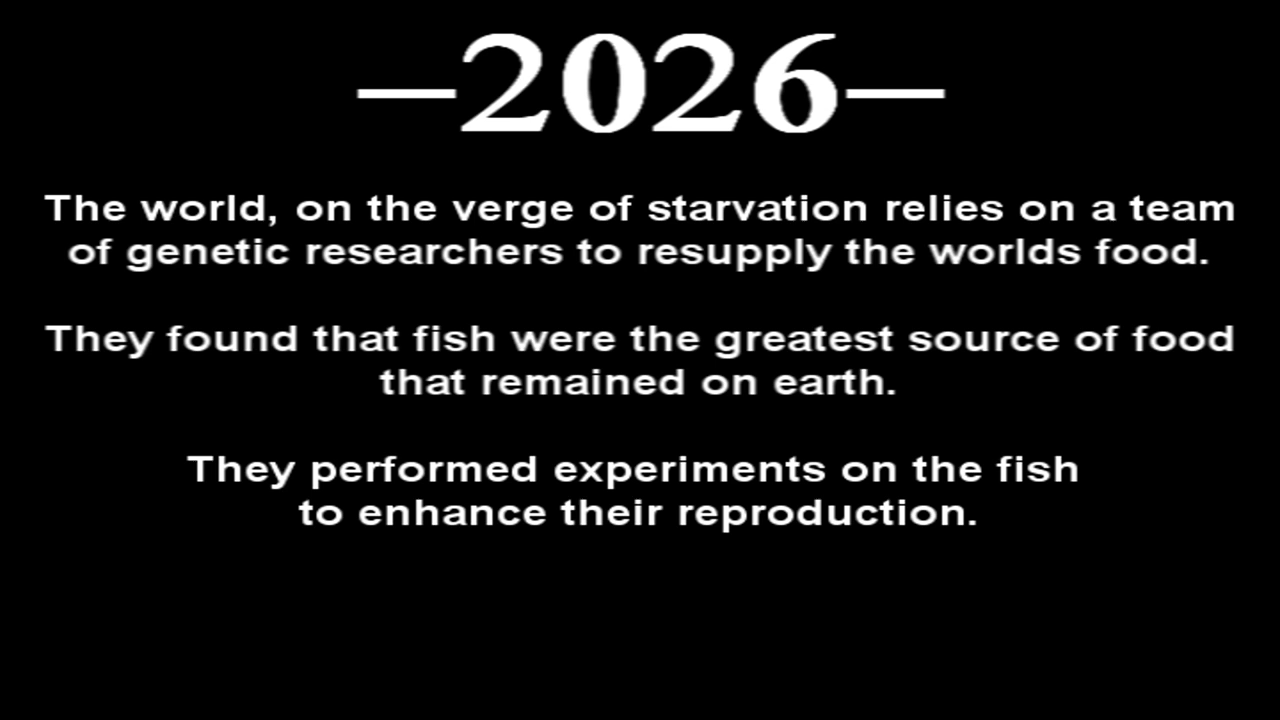 —2026—
The world, on the verge of starvation relies on a team
of genetic researchers to resupply the worlds food.
They found that fish were the greatest source of food
that remained on earth.
They performed experiments on the fish
to enhance their reproduction.